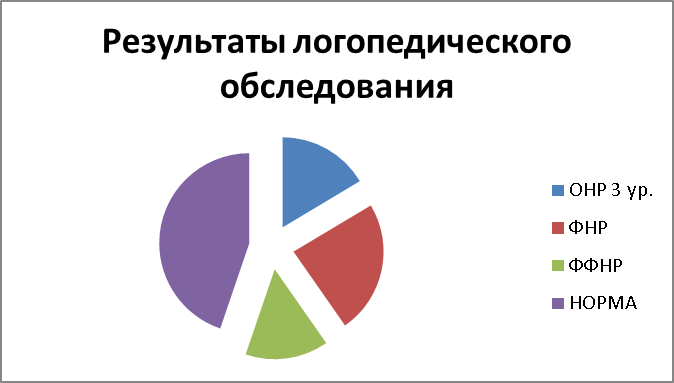 Результаты логопедического
обследования
ОНР 3 ур.
ФНР
ФФНР
НОРМА